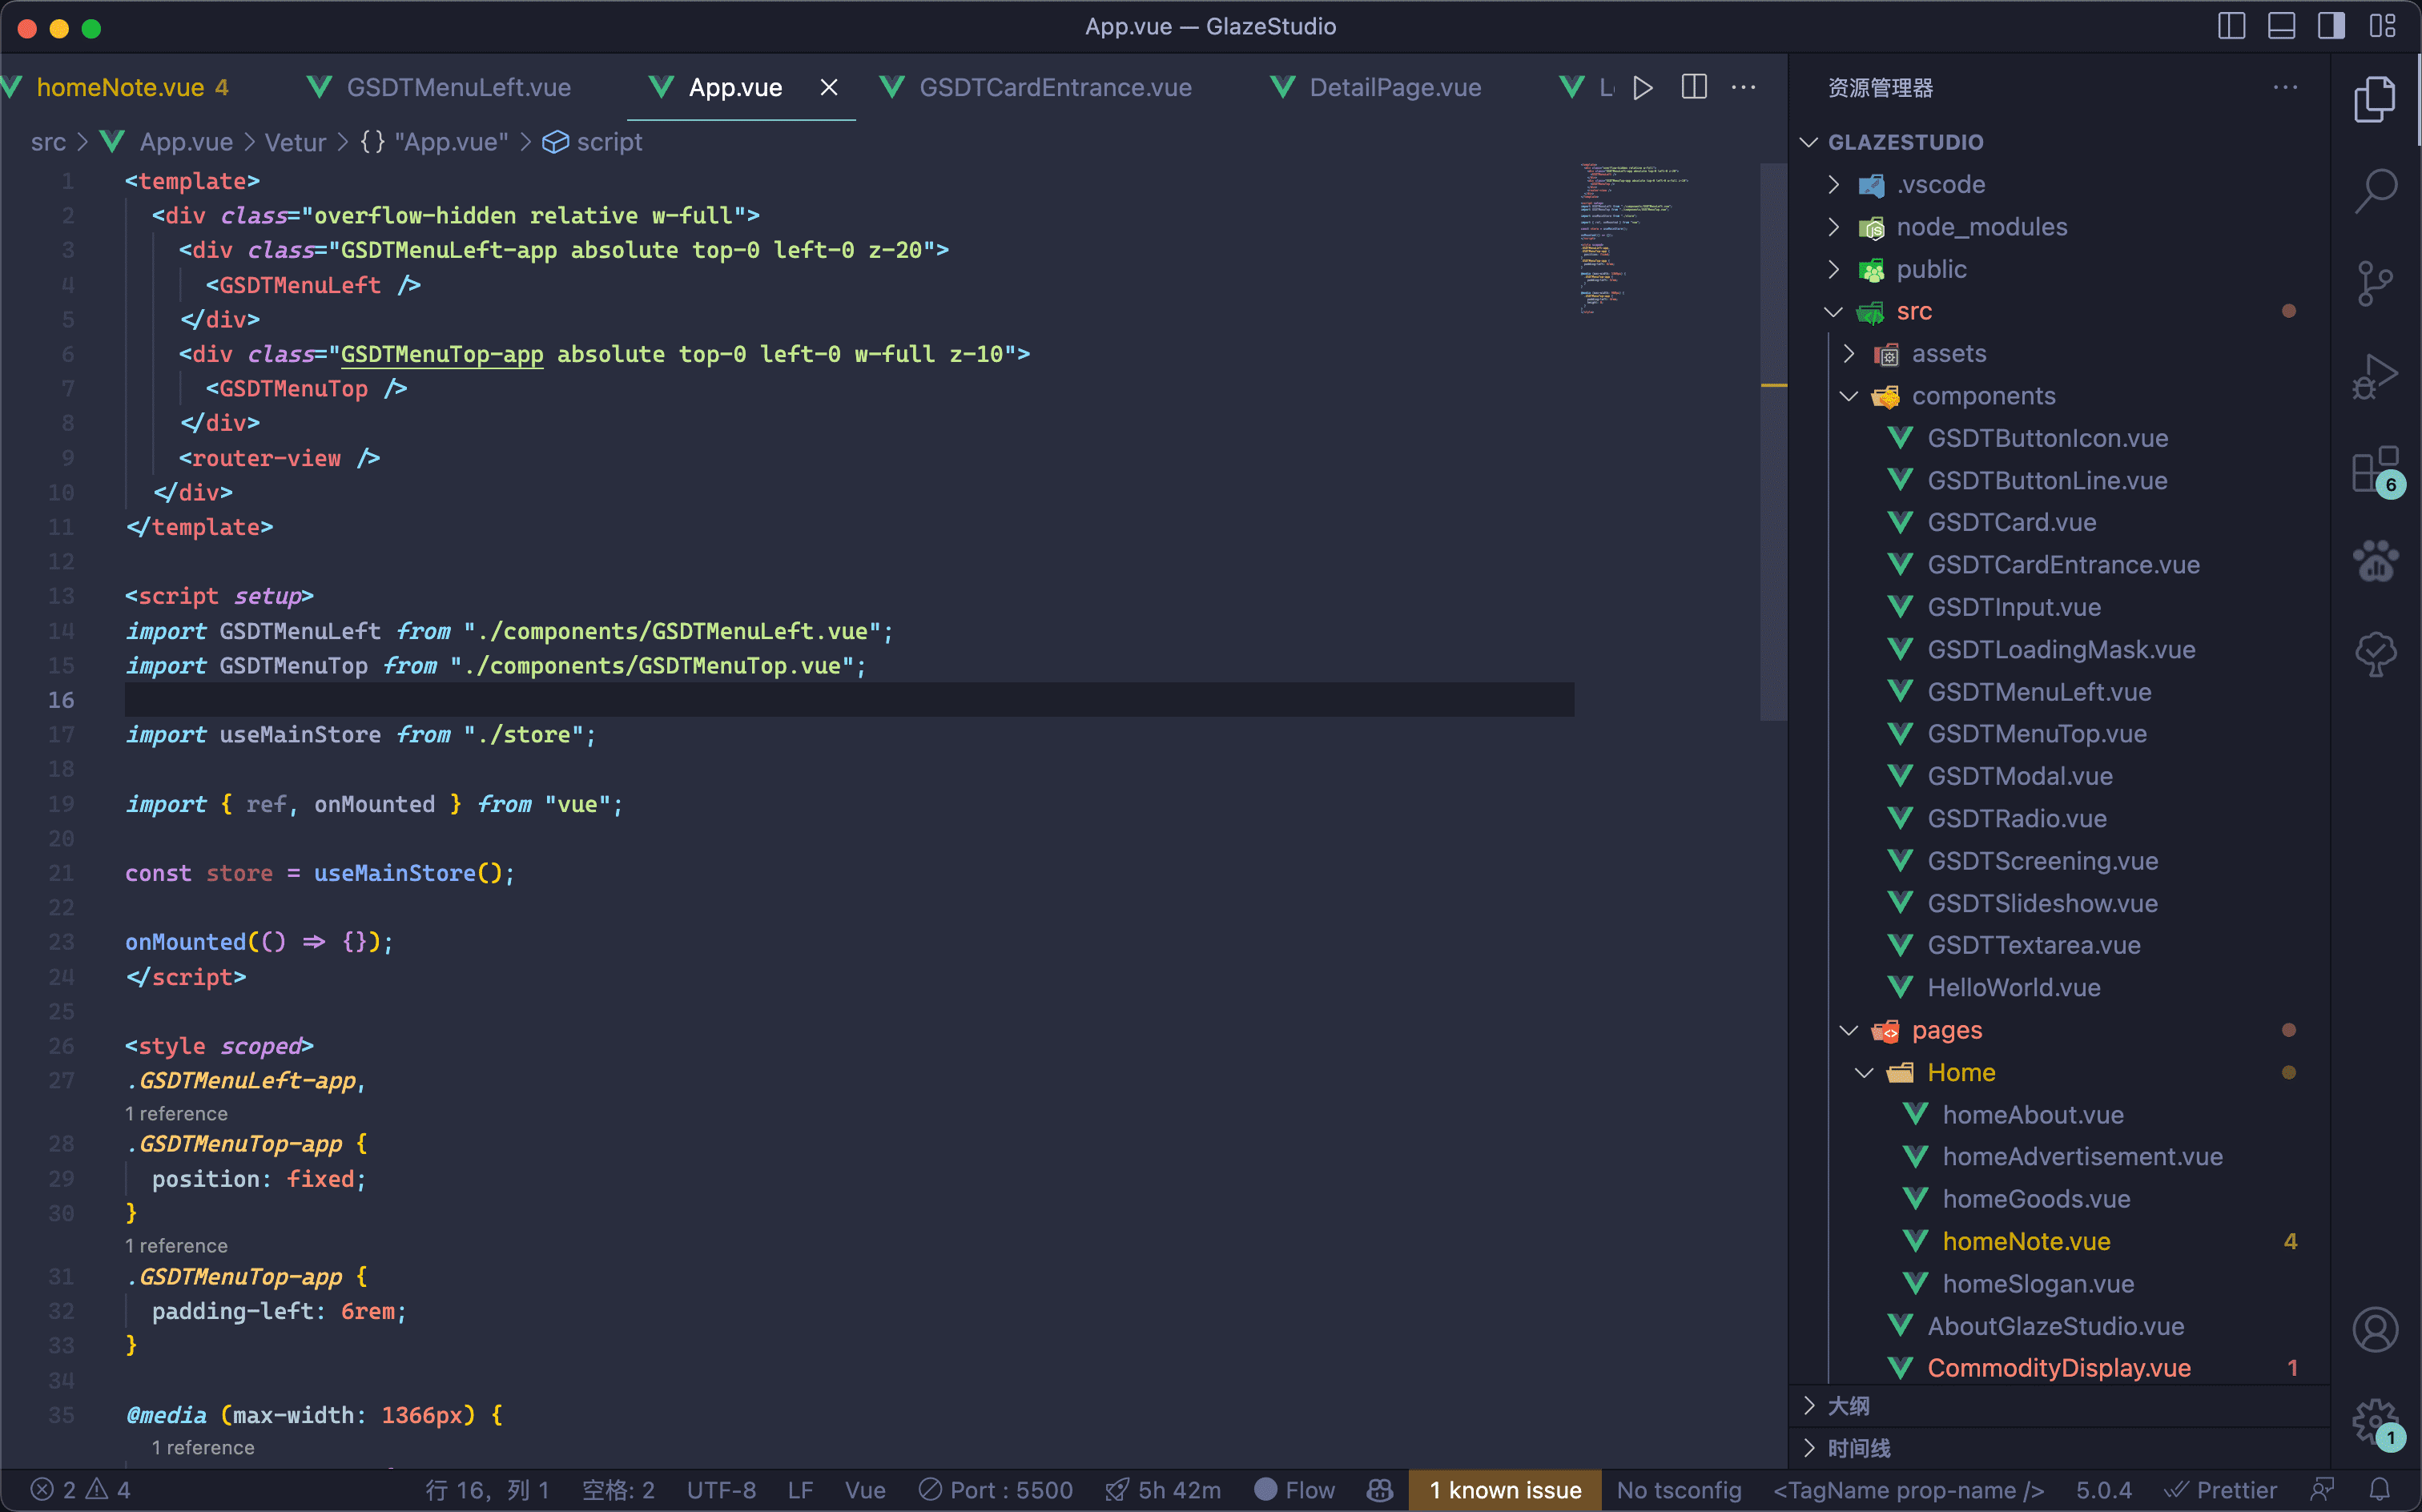 App.vue — GlazeStudio
homeNote.vue 4
GSDTMenuLeft.vue
App.vue
GSDTCardEntrance.vue
DetailPage.vue
src > App.vue > Vetur > {} "App.vue" > script
1 <template>
2 <div class="overflow-hidden relative w-full">
3 <div class="GSDTMenuLeft-app absolute top-0 left-0 z-20">
4 <GSDTMenuLeft />
5 </div>
6 <div class="GSDTMenuTop-app absolute top-0 left-0 w-full z-10">
7 <GSDTMenuTop />
8 </div>
9 <router-view />
10 </div>
11 </template>
12
13 <script setup>
14 import GSDTMenuLeft from "./components/GSDTMenuLeft.vue";
15 import GSDTMenuTop from "./components/GSDTMenuTop.vue";
16
17 import useMainStore from "./store";
18
19 import { ref, onMounted } from "vue";
20
21 const store = useMainStore();
22
23 onMounted(() => {});
24 </script>
25
26 <style scoped>
27 .GSDTMenuLeft-app,
1 reference
28 .GSDTMenuTop-app {
29 position: fixed;
30 }
1 reference
31 .GSDTMenuTop-app {
32 padding-left: 6rem;
33 }
34
35 @media (max-width: 1366px) {
1 reference
资源管理器
GLAZESTUDIO
.vscode
node_modules
public
src
assets
components
GSDTButtonIcon.vue
GSDTButtonLine.vue
GSDTCard.vue
GSDTCardEntrance.vue
GSDTInput.vue
GSDTLoadingMask.vue
GSDTMenuLeft.vue
GSDTMenuTop.vue
GSDTModal.vue
GSDTRadio.vue
GSDTScreening.vue
GSDTSlideshow.vue
GSDTTextarea.vue
HelloWorld.vue
pages
Home
homeAbout.vue
homeAdvertisement.vue
homeGoods.vue
homeNote.vue 4
homeSlogan.vue
AboutGlazeStudio.vue
CommodityDisplay.vue 1
大纲
时间线
6
1
2 4 行 16，列 1 空格: 2 UTF-8 LF Vue Port : 5500 5h 42m Flow 1 known issue No tsconfig <TagName prop-name /> 5.0.4 Prettier